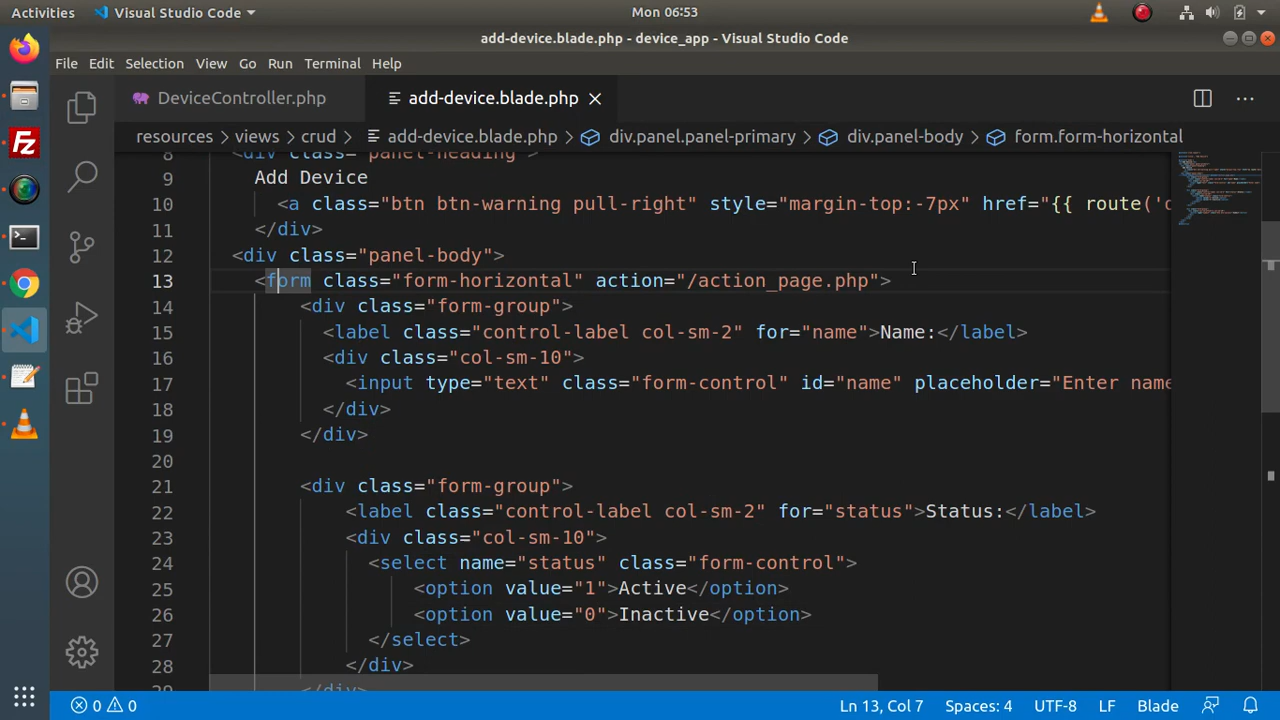 Activities Visual Studio Code Mon 06:53
add-device.blade.php - device_app - Visual Studio Code
File Edit Selection View Go Run Terminal Help
DeviceController.php add-device.blade.php
resources views crud add-device.blade.php div.panel.panel-primary div.panel-body form.form-horizontal
8 <div class="panel-heading">
9 Add Device
10 <a class="btn btn-warning pull-right" style="margin-top:-7px" href="{{ route('
11 </div>
12 <div class="panel-body">
13 <form class="form-horizontal" action="/action_page.php">
14 <div class="form-group">
15 <label class="control-label col-sm-2" for="name">Name:</label>
16 <div class="col-sm-10">
17 <input type="text" class="form-control" id="name" placeholder="Enter name
18 </div>
19 </div>
20
21 <div class="form-group">
22 <label class="control-label col-sm-2" for="status">Status:</label>
23 <div class="col-sm-10">
24 <select name="status" class="form-control">
25 <option value="1">Active</option>
26 <option value="0">Inactive</option>
27 </select>
28 </div>
29 </div>
0 0 Ln 13, Col 7 Spaces: 4 UTF-8 LF Blade